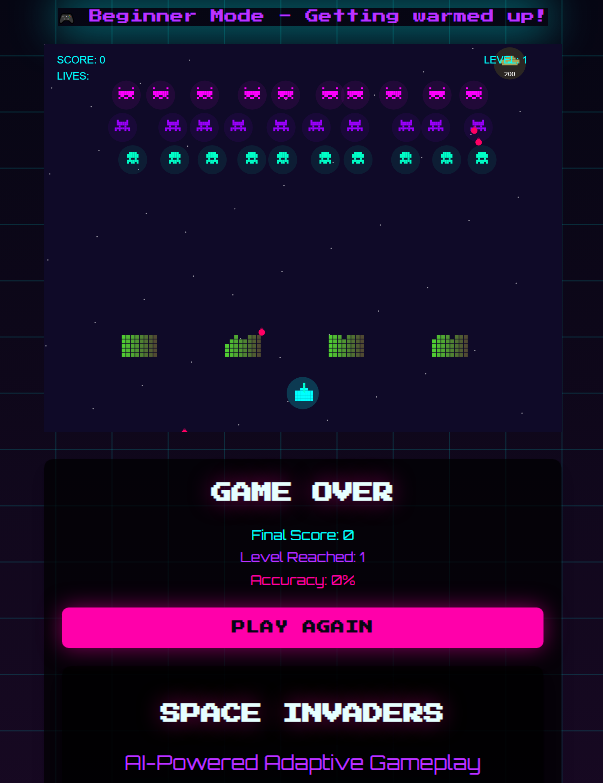 🎮 Beginner Mode - Getting warmed up!
SCORE: 0
LEVEL: 1
LIVES:
200
GAME OVER
Final Score: 0
Level Reached: 1
Accuracy: 0%
PLAY AGAIN
SPACE INVADERS
AI-Powered Adaptive Gameplay